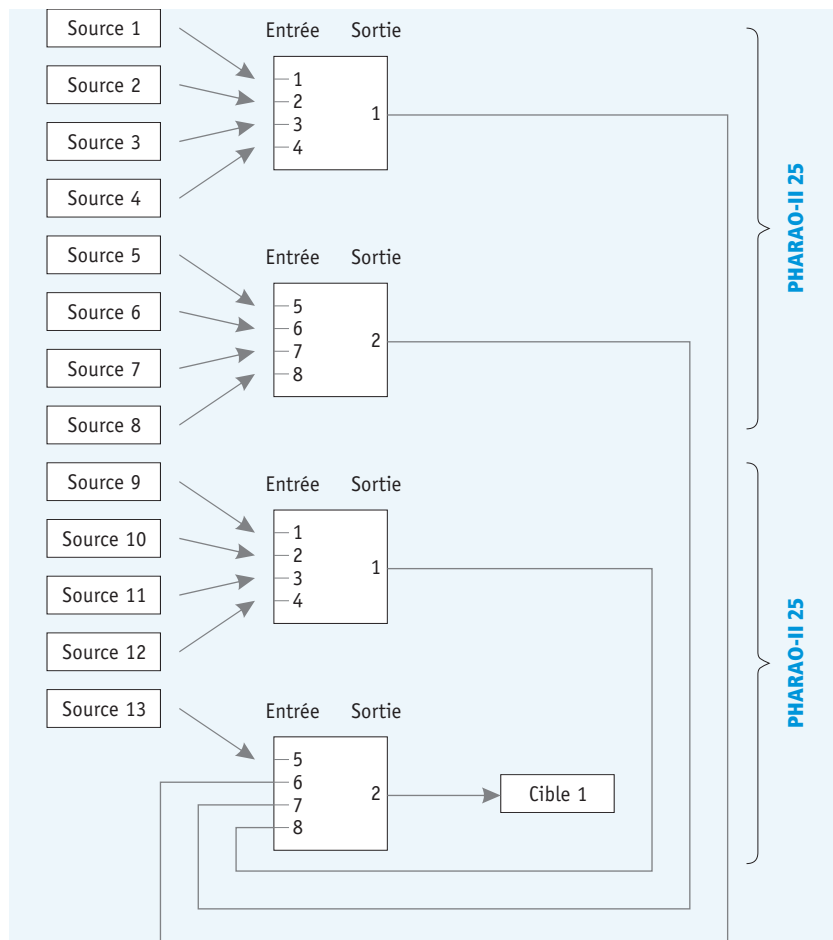 Source 1
Source 2
Source 3
Source 4
Entrée Sortie
1
2
3
4
1
Source 5
Source 6
Source 7
Source 8
Entrée Sortie
5
6
7
8
2
PHARAO-II 25
Source 9
Source 10
Source 11
Source 12
Entrée Sortie
1
2
3
4
1
Source 13
Entrée Sortie
5
6
7
8
2
Cible 1
PHARAO-II 25